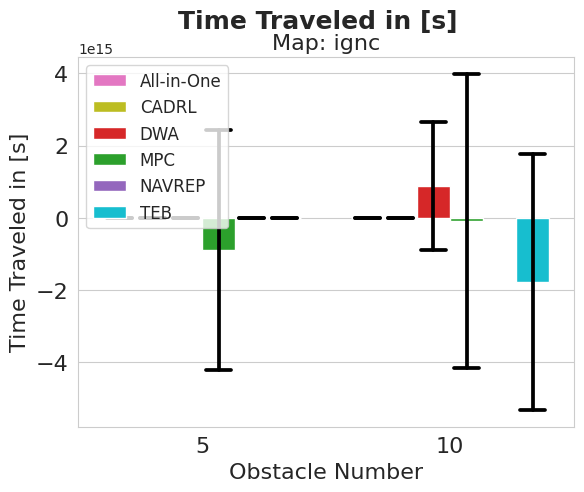 Time Traveled in [s]
Map: ignc
1e15
All-in-One
CADRL
DWA
MPC
NAVREP
TEB
4
2
0
−2
−4
Time Traveled in [s]
5
10
Obstacle Number